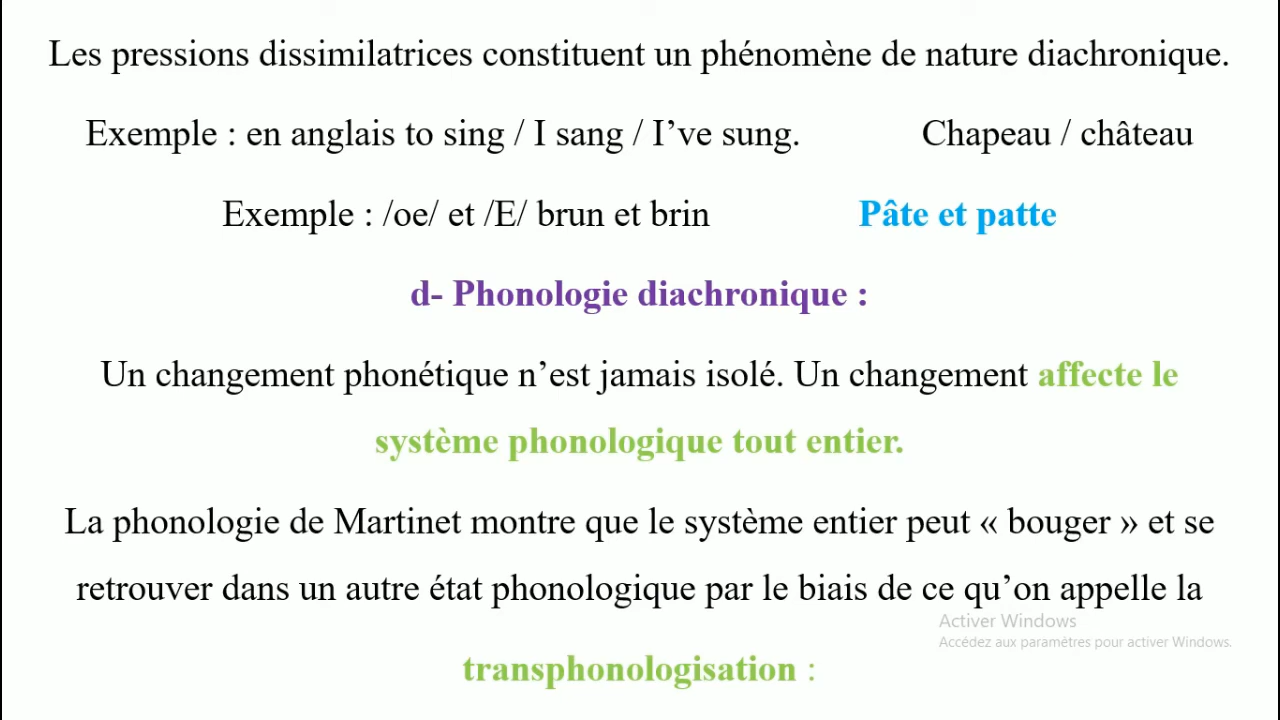 Les pressions dissimilatrices constituent un phénomène de nature diachronique.
Exemple : en anglais to sing / I sang / I’ve sung. Chapeau / château
Exemple : /oe/ et /E/ brun et brin Pâte et patte
d- Phonologie diachronique :
Un changement phonétique n’est jamais isolé. Un changement affecte le
système phonologique tout entier.
La phonologie de Martinet montre que le système entier peut « bouger » et se
retrouver dans un autre état phonologique par le biais de ce qu’on appelle la
Activer Windows
Accédez aux paramètres pour activer Windows.
transphonologisation :